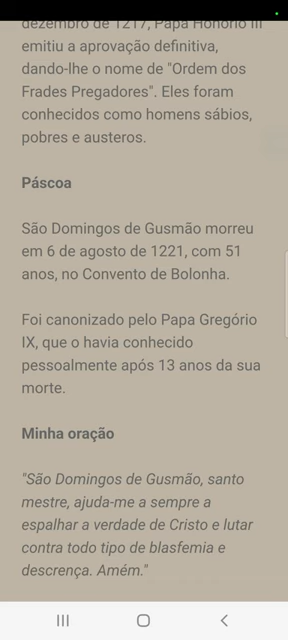 dezembro de 1217, Papa Honório III
emitiu a aprovação definitiva,
dando-lhe o nome de "Ordem dos
Frades Pregadores". Eles foram
conhecidos como homens sábios,
pobres e austeros.
Páscoa
São Domingos de Gusmão morreu
em 6 de agosto de 1221, com 51
anos, no Convento de Bolonha.
Foi canonizado pelo Papa Gregório
IX, que o havia conhecido
pessoalmente após 13 anos da sua
morte.
Minha oração
"São Domingos de Gusmão, santo
mestre, ajuda-me a sempre a
espalhar a verdade de Cristo e lutar
contra todo tipo de blasfemia e
descrença. Amém."